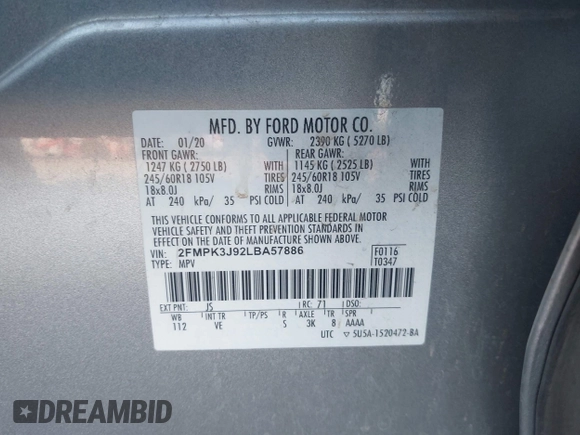 MFD. BY FORD MOTOR CO.
DATE: 01/20 GVWR: 2390 KG ( 5270 LB)
FRONT GAWR: REAR GAWR:
1247 KG ( 2750 LB) WITH 1145 KG ( 2525 LB) WITH
245/60R18 105V TIRES 245/60R18 105V TIRES
18x8.0J RIMS 18x8.0J RIMS
AT 240 kPa/ 35 PSI COLD AT 240 kPa/ 35 PSI COLD
THIS VEHICLE CONFORMS TO ALL APPLICABLE FEDERAL MOTOR
VEHICLE SAFETY AND THEFT PREVENTION STANDARDS IN
EFFECT ON THE DATE OF MANUFACTURE SHOWN ABOVE.
VIN: 2FMPK3J92LBA57886 F0116
TYPE: MPV T0347
EXT PNT: JS RC: 71 DSO:
WB INT TR TP/PS R AXLE TR SPR
112 VE S 3K 8 AAAA
UTC ▽ 5U5A-1520472-BA
DREAMBID